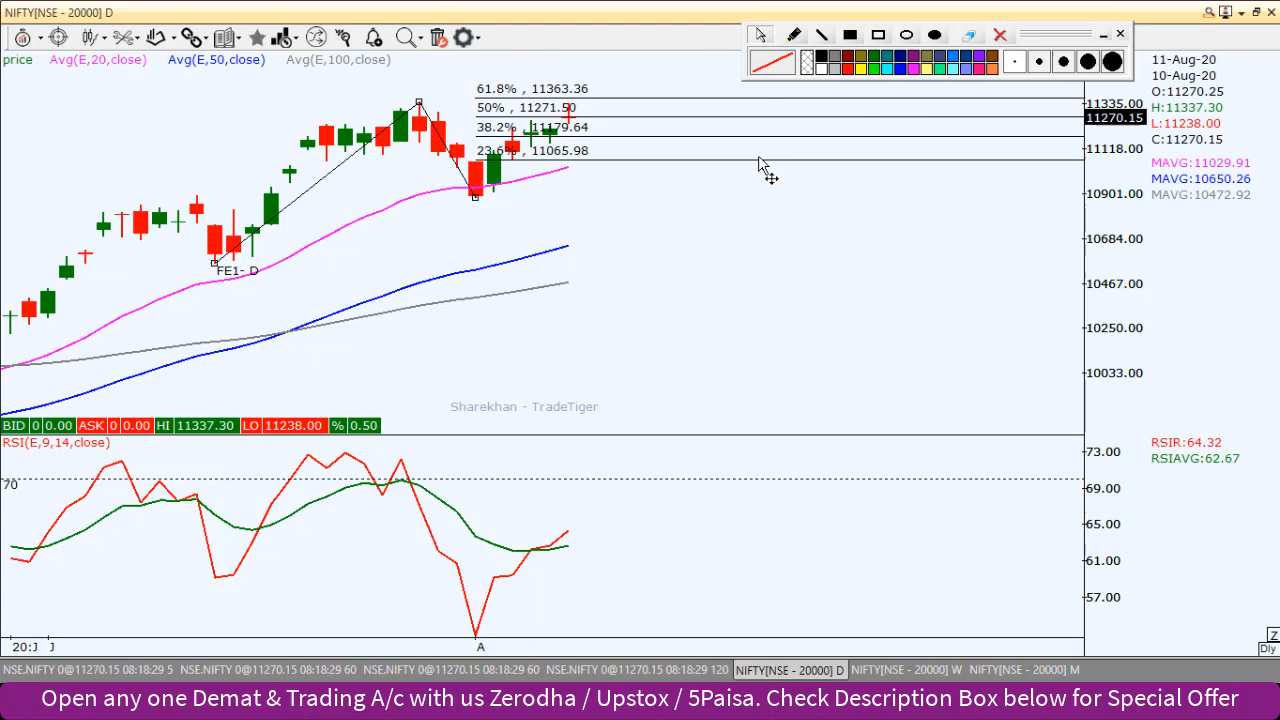 NIFTY[NSE - 20000] D
price Avg(E,20,close) Avg(E,50,close) Avg(E,100,close)
61.8% , 11363.36
50% , 11271.50
38.2% , 11179.64
23.6% , 11065.98
FE1- D
11335.00
11270.15
11118.00
10901.00
10684.00
10467.00
10250.00
10033.00
11-Aug-20
10-Aug-20
O:11270.25
H:11337.30
L:11238.00
C:11270.15
MAVG:11029.91
MAVG:10650.26
MAVG:10472.92
Sharekhan - TradeTiger
BID 0 0.00 ASK 0 0.00 HI 11337.30 LO 11238.00 % 0.50
RSI(E,9,14,close)
70
73.00
69.00
65.00
61.00
57.00
RSIR:64.32
RSIAVG:62.67
20:J J A
Z
Dly
NSE.NIFTY 0@11270.15 08:18:29 5 NSE.NIFTY 0@11270.15 08:18:29 60 NSE.NIFTY 0@11270.15 08:18:29 60 NSE.NIFTY 0@11270.15 08:18:29 120 NIFTY[NSE - 20000] D NIFTY[NSE - 20000] W NIFTY[NSE - 20000] M
Open any one Demat & Trading A/c with us Zerodha / Upstox / 5Paisa. Check Description Box below for Special Offer